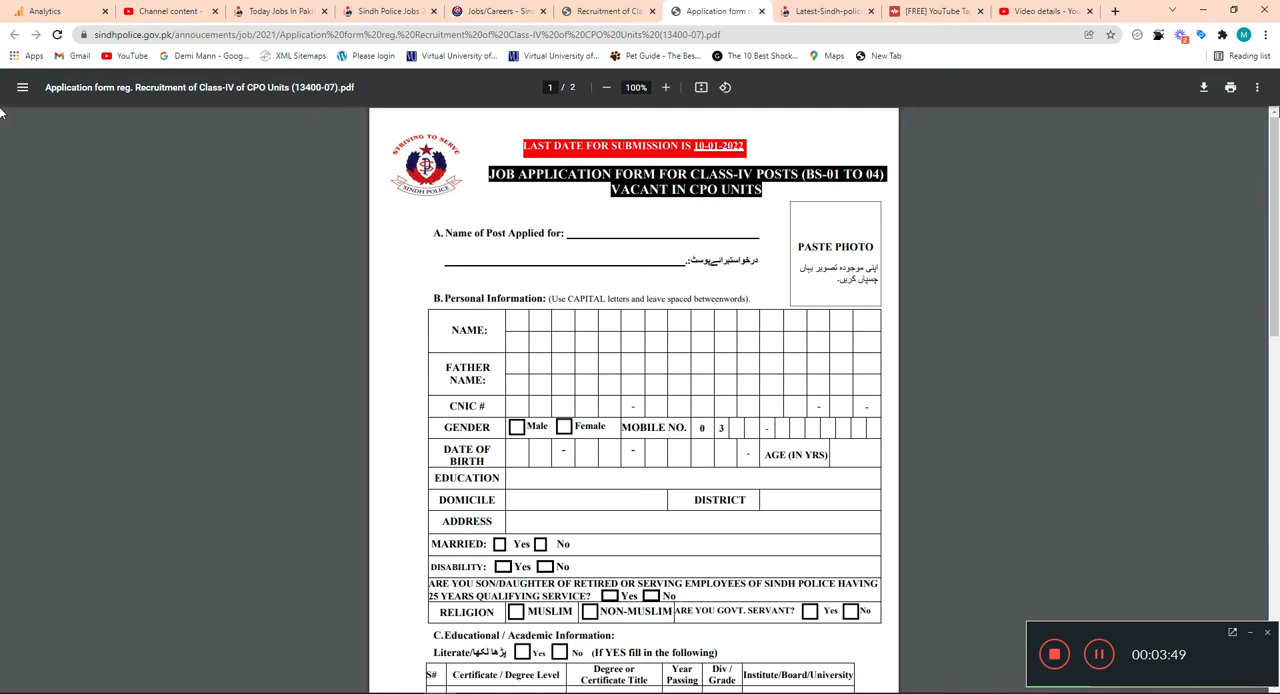 Analytics
Channel content -
Today Jobs In Paki
Sindh Police Jobs 2
Jobs/Careers - Sin
Recruitment of Cla
Application form r
Latest-Sindh-polic
[FREE] YouTube Ta
Video details - You
sindhpolice.gov.pk/annoucements/job/2021/Application%20form%20reg.%20Recruitment%20of%20Class-IV%20of%20CPO%20Units%20(13400-07).pdf
M
Apps
Gmail
YouTube
Demi Mann - Goog...
XML Sitemaps
Please login
Virtual University of...
Virtual University of...
Pet Guide - The Bes...
The 10 Best Shock...
Maps
New Tab
Reading list
Application form reg. Recruitment of Class-IV of CPO Units (13400-07).pdf
1 / 2
100%
STRIVING TO SERVE
SINDH POLICE
LAST DATE FOR SUBMISSION IS 10-01-2022
JOB APPLICATION FORM FOR CLASS-IV POSTS (BS-01 TO 04)
VACANT IN CPO UNITS
A. Name of Post Applied for:
درخواستبرائےپوسٹ:
PASTE PHOTO
اپنی موجودہ تصویر یہاں
چسپاں کریں۔
B. Personal Information: (Use CAPITAL letters and leave spaced betweenwords).
NAME:
FATHER
NAME:
CNIC # - - -
GENDER Male Female MOBILE NO. 0 3 -
DATE OF
BIRTH - - - AGE (IN YRS)
EDUCATION
DOMICILE DISTRICT
ADDRESS
MARRIED: Yes No
DISABILITY: Yes No
ARE YOU SON/DAUGHTER OF RETIRED OR SERVING EMPLOYEES OF SINDH POLICE HAVING
25 YEARS QUALIFYING SERVICE? Yes No
RELIGION MUSLIM NON-MUSLIM ARE YOU GOVT. SERVANT? Yes No
C. Educational / Academic Information:
Literate/پڑھا لکھا Yes No (If YES fill in the following)
S# Certificate / Degree Level Degree or
Certificate Title Year
Passing Div /
Grade Institute/Board/University
00:03:49